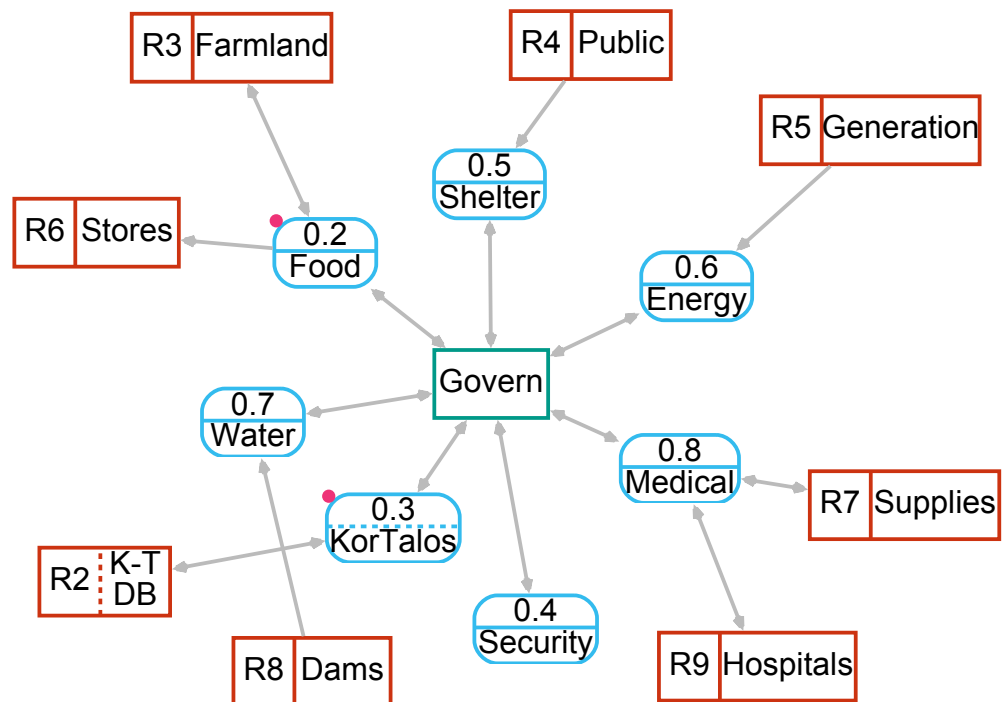 R3 Farmland
R4 Public
R5 Generation
0.5
Shelter
R6 Stores
0.2
Food
0.6
Energy
Govern
0.7
Water
0.8
Medical
R7 Supplies
0.3
KorTalos
R2 K-T
DB
0.4
Security
R8 Dams
R9 Hospitals